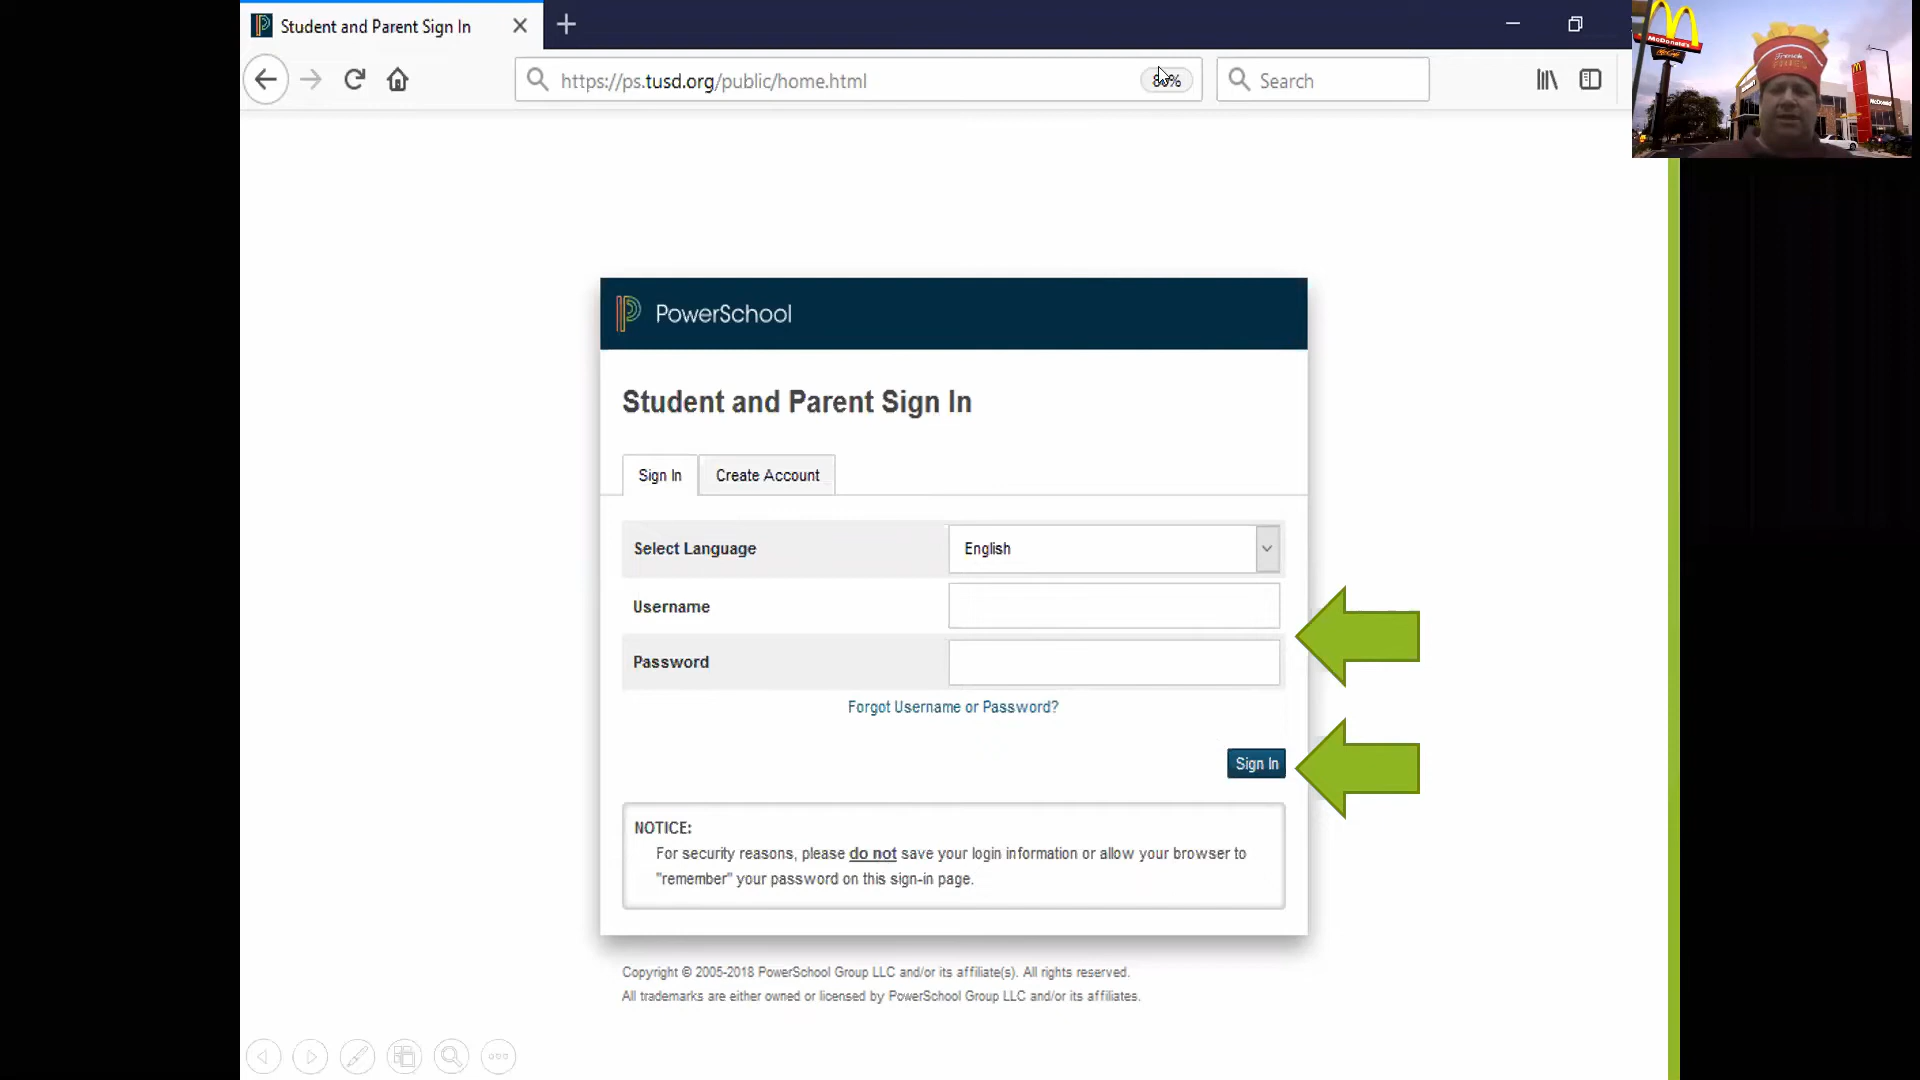 Student and Parent Sign In
https://ps.tusd.org/public/home.html
Search
McDonald's
PowerSchool
Student and Parent Sign In
Sign In
Create Account
Select Language
English
Username
Password
Forgot Username or Password?
Sign In
NOTICE:
For security reasons, please do not save your login information or allow your browser to
"remember" your password on this sign-in page.
Copyright © 2005-2018 PowerSchool Group LLC and/or its affiliate(s). All rights reserved.
All trademarks are either owned or licensed by PowerSchool Group LLC and/or its affiliates.